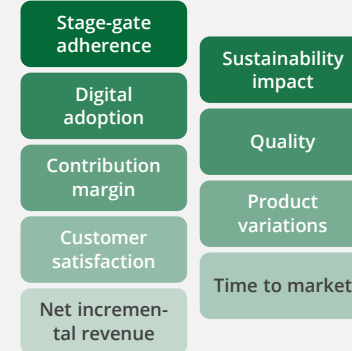 Stage-gate
adherence
Digital
adoption
Contribution
margin
Customer
satisfaction
Net incremen-
tal revenue
Sustainability
impact
Quality
Product
variations
Time to market